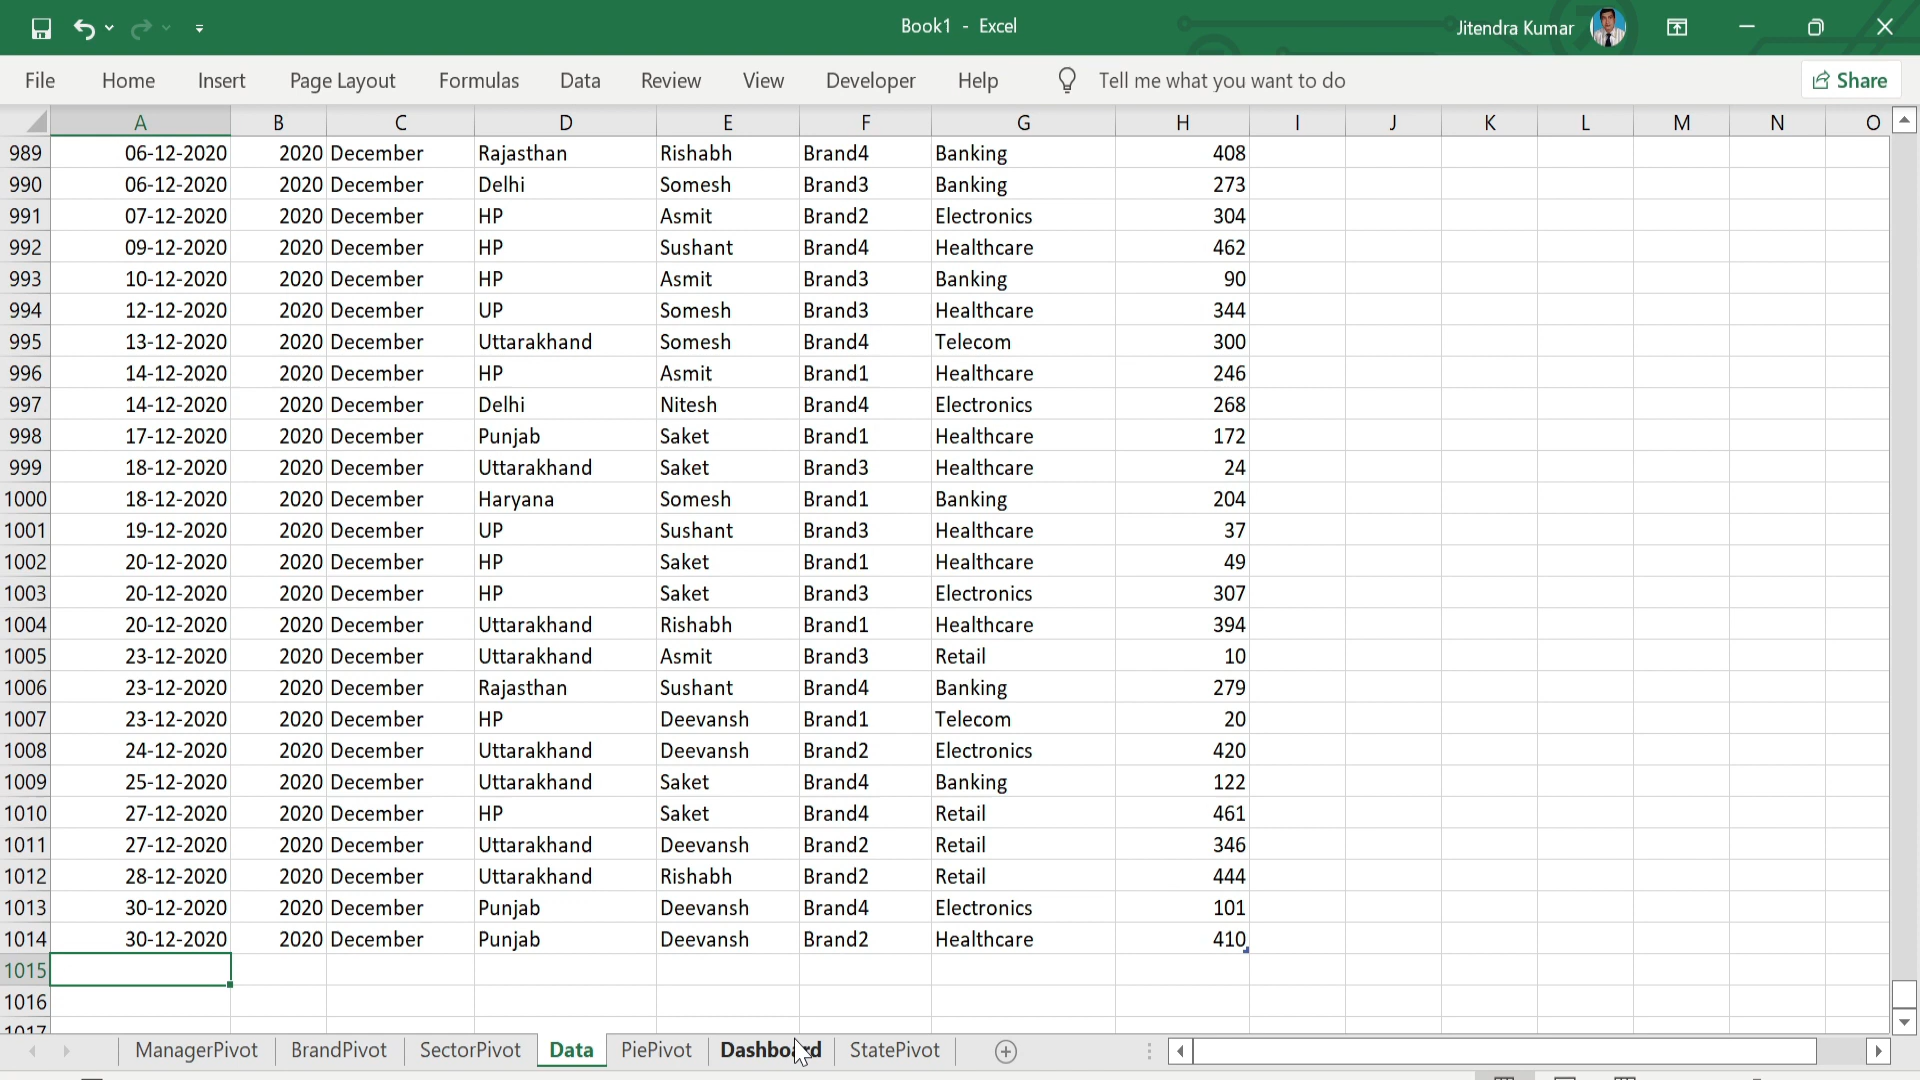 Book1 - Excel
Jitendra Kumar
File Home Insert Page Layout Formulas Data Review View Developer Help Tell me what you want to do Share
A B C D E F G H I J K L M N O
989 06-12-2020 2020 December Rajasthan Rishabh Brand4 Banking 408
990 06-12-2020 2020 December Delhi Somesh Brand3 Banking 273
991 07-12-2020 2020 December HP Asmit Brand2 Electronics 304
992 09-12-2020 2020 December HP Sushant Brand4 Healthcare 462
993 10-12-2020 2020 December HP Asmit Brand3 Banking 90
994 12-12-2020 2020 December UP Somesh Brand3 Healthcare 344
995 13-12-2020 2020 December Uttarakhand Somesh Brand4 Telecom 300
996 14-12-2020 2020 December HP Asmit Brand1 Healthcare 246
997 14-12-2020 2020 December Delhi Nitesh Brand4 Electronics 268
998 17-12-2020 2020 December Punjab Saket Brand1 Healthcare 172
999 18-12-2020 2020 December Uttarakhand Saket Brand3 Healthcare 24
1000 18-12-2020 2020 December Haryana Somesh Brand1 Banking 204
1001 19-12-2020 2020 December UP Sushant Brand3 Healthcare 37
1002 20-12-2020 2020 December HP Saket Brand1 Healthcare 49
1003 20-12-2020 2020 December HP Saket Brand3 Electronics 307
1004 20-12-2020 2020 December Uttarakhand Rishabh Brand1 Healthcare 394
1005 23-12-2020 2020 December Uttarakhand Asmit Brand3 Retail 10
1006 23-12-2020 2020 December Rajasthan Sushant Brand4 Banking 279
1007 23-12-2020 2020 December HP Deevansh Brand1 Telecom 20
1008 24-12-2020 2020 December Uttarakhand Deevansh Brand2 Electronics 420
1009 25-12-2020 2020 December Uttarakhand Saket Brand4 Banking 122
1010 27-12-2020 2020 December HP Saket Brand4 Retail 461
1011 27-12-2020 2020 December Uttarakhand Deevansh Brand2 Retail 346
1012 28-12-2020 2020 December Uttarakhand Rishabh Brand2 Retail 444
1013 30-12-2020 2020 December Punjab Deevansh Brand4 Electronics 101
1014 30-12-2020 2020 December Punjab Deevansh Brand2 Healthcare 410
1015
1016
1017
ManagerPivot BrandPivot SectorPivot Data PiePivot Dashboard StatePivot